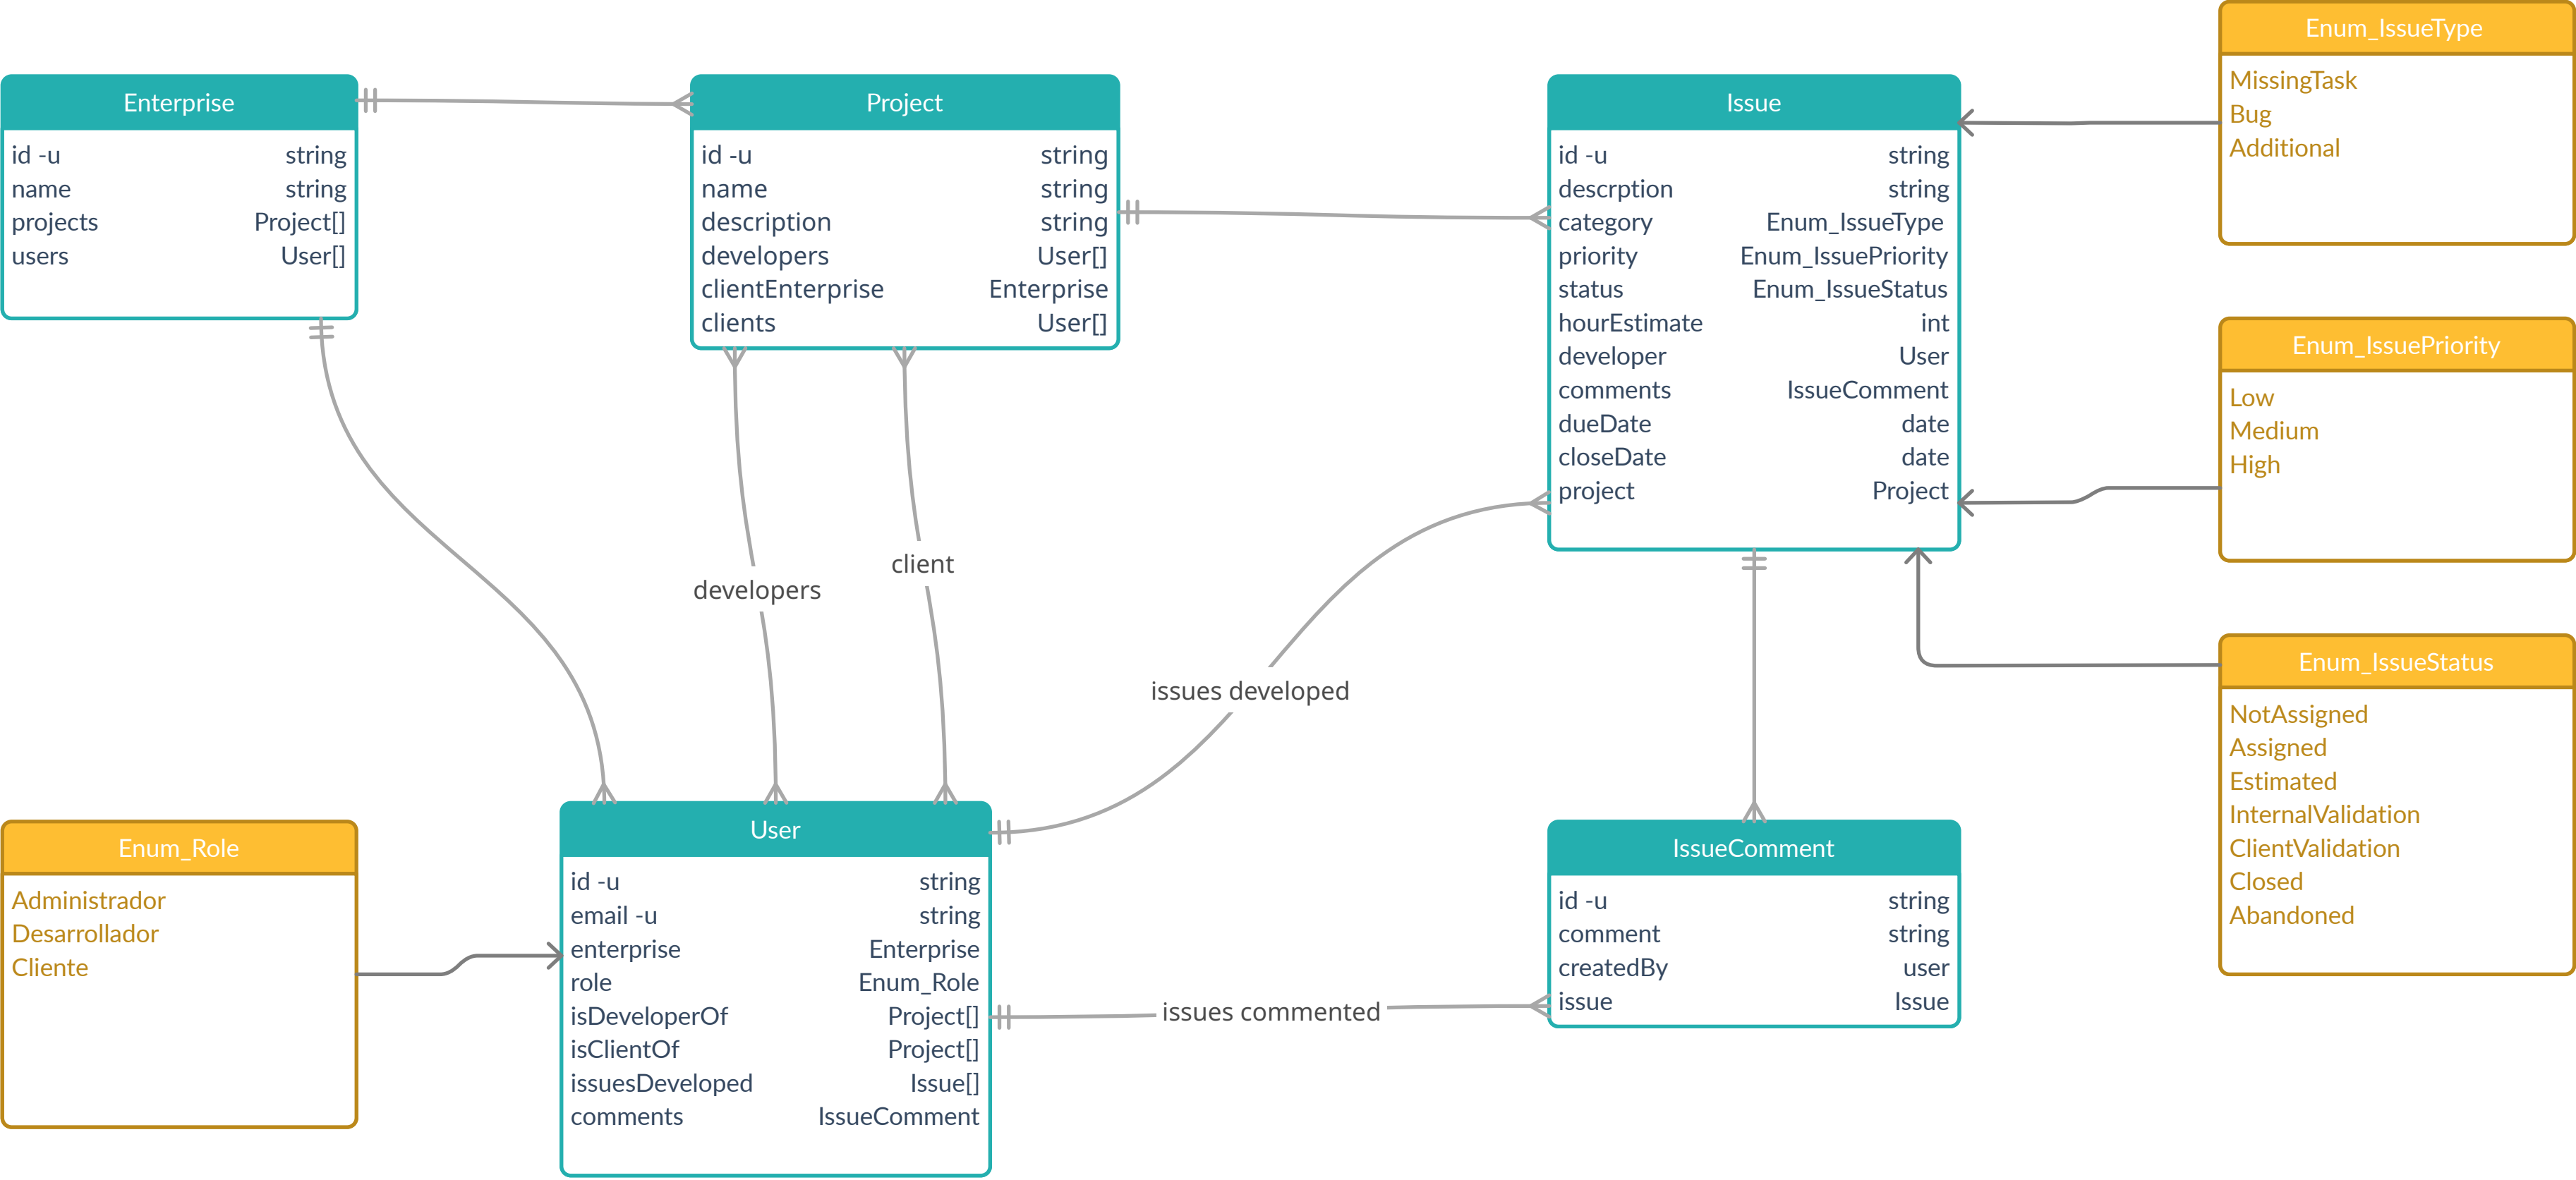 Enterprise
id -u string
name string
projects Project[]
users User[]
Project
id -u string
name string
description string
developers User[]
clientEnterprise Enterprise
clients User[]
Issue
id -u string
descrption string
category Enum_IssueType
priority Enum_IssuePriority
status Enum_IssueStatus
hourEstimate int
developer User
comments IssueComment
dueDate date
closeDate date
project Project
Enum_IssueType
MissingTask
Bug
Additional
Enum_IssuePriority
Low
Medium
High
Enum_IssueStatus
NotAssigned
Assigned
Estimated
InternalValidation
ClientValidation
Closed
Abandoned
developers
client
issues developed
issues commented
Enum_Role
Administrador
Desarrollador
Cliente
User
id -u string
email -u string
enterprise Enterprise
role Enum_Role
isDeveloperOf Project[]
isClientOf Project[]
issuesDeveloped Issue[]
comments IssueComment
IssueComment
id -u string
comment string
createdBy user
issue Issue